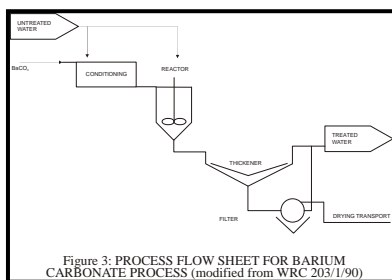 UNTREATED
WATER
BaCO₃
CONDITIONING
REACTOR
TREATED
WATER
THICKENER
FILTER
DRYING TRANSPORT
Figure 3: PROCESS FLOW SHEET FOR BARIUM
CARBONATE PROCESS (modified from WRC 203/1/90)